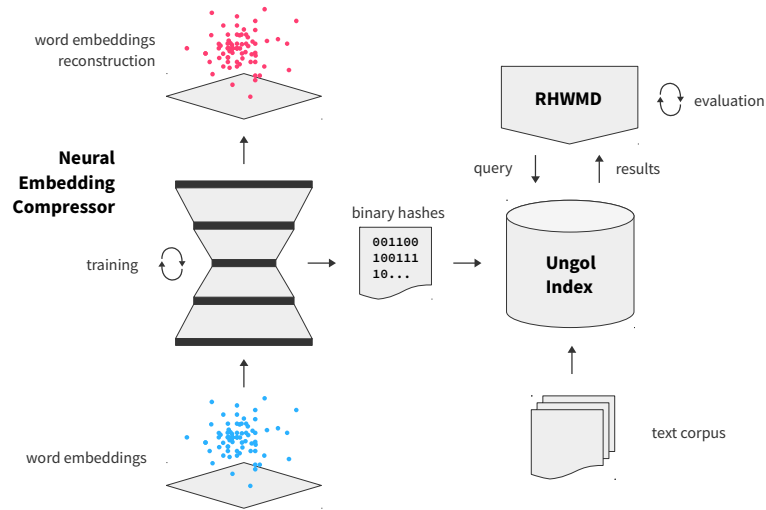 word embeddings
reconstruction
RHWMD
evaluation
Neural
Embedding
Compressor
query
results
binary hashes
001100
100111
10...
training
Ungol
Index
text corpus
word embeddings